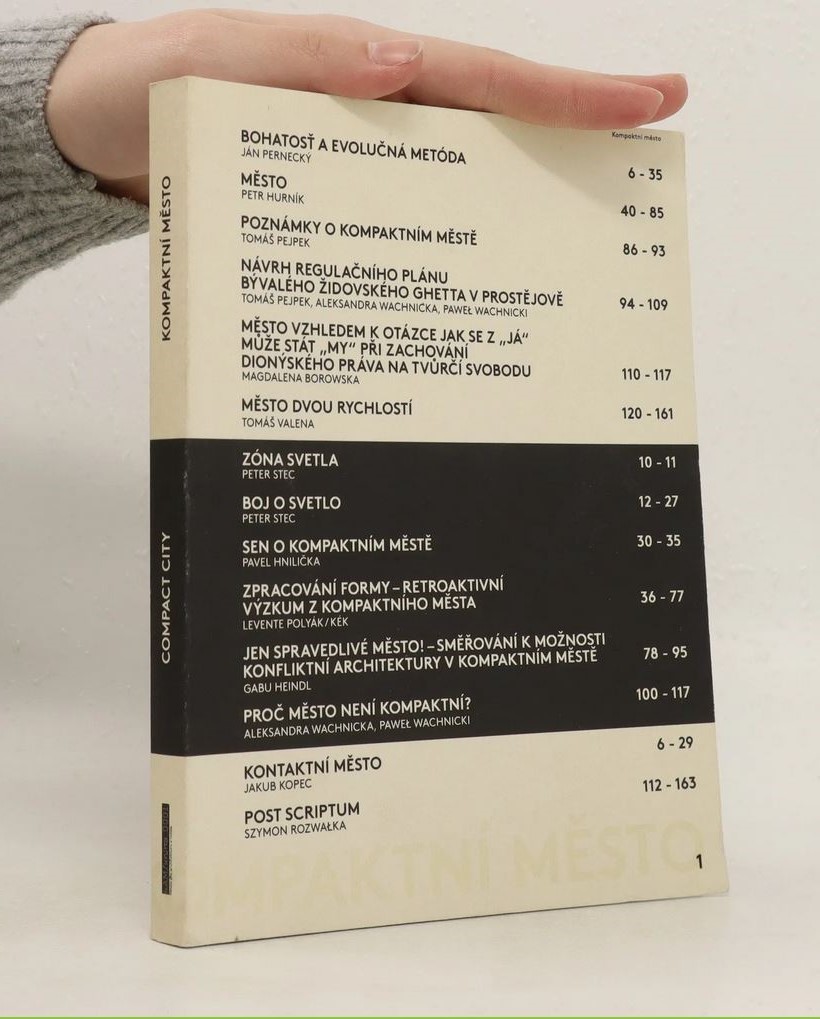 Kompaktní město
BOHATOSŤ A EVOLUČNÁ METÓDA
JÁN PERNECKÝ
6 - 35
MĚSTO
PETR HURNÍK
40 - 85
POZNÁMKY O KOMPAKTNÍM MĚSTĚ
TOMÁŠ PEJPEK
86 - 93
NÁVRH REGULAČNÍHO PLÁNU
BÝVALÉHO ŽIDOVSKÉHO GHETTA V PROSTĚJOVĚ
TOMÁŠ PEJPEK, ALEKSANDRA WACHNICKA, PAWEŁ WACHNICKI
94 - 109
MĚSTO VZHLEDEM K OTÁZCE JAK SE Z „JÁ“
MŮŽE STÁT „MY“ PŘI ZACHOVÁNÍ
DIONÝSKÉHO PRÁVA NA TVŮRČÍ SVOBODU
MAGDALENA BOROWSKA
110 - 117
MĚSTO DVOU RYCHLOSTÍ
TOMÁŠ VALENA
120 - 161
ZÓNA SVETLA
PETER STEC
10 - 11
BOJ O SVETLO
PETER STEC
12 - 27
SEN O KOMPAKTNÍM MĚSTĚ
PAVEL HNILIČKA
30 - 35
ZPRACOVÁNÍ FORMY – RETROAKTIVNÍ
VÝZKUM Z KOMPAKTNÍHO MĚSTA
LEVENTE POLYÁK / KÉK
36 - 77
JEN SPRAVEDLIVÉ MĚSTO! – SMĚŘOVÁNÍ K MOŽNOSTI
KONFLIKTNÍ ARCHITEKTURY V KOMPAKTNÍM MĚSTĚ
GABU HEINDL
78 - 95
PROČ MĚSTO NENÍ KOMPAKTNÍ?
ALEKSANDRA WACHNICKA, PAWEŁ WACHNICKI
100 - 117
KONTAKTNÍ MĚSTO
JAKUB KOPEC
6 - 29
POST SCRIPTUM
SZYMON ROZWAŁKA
112 - 163
KOMPAKTNÍ MĚSTO
1
KOMPAKTNÍ MĚSTO
COMPACT CITY